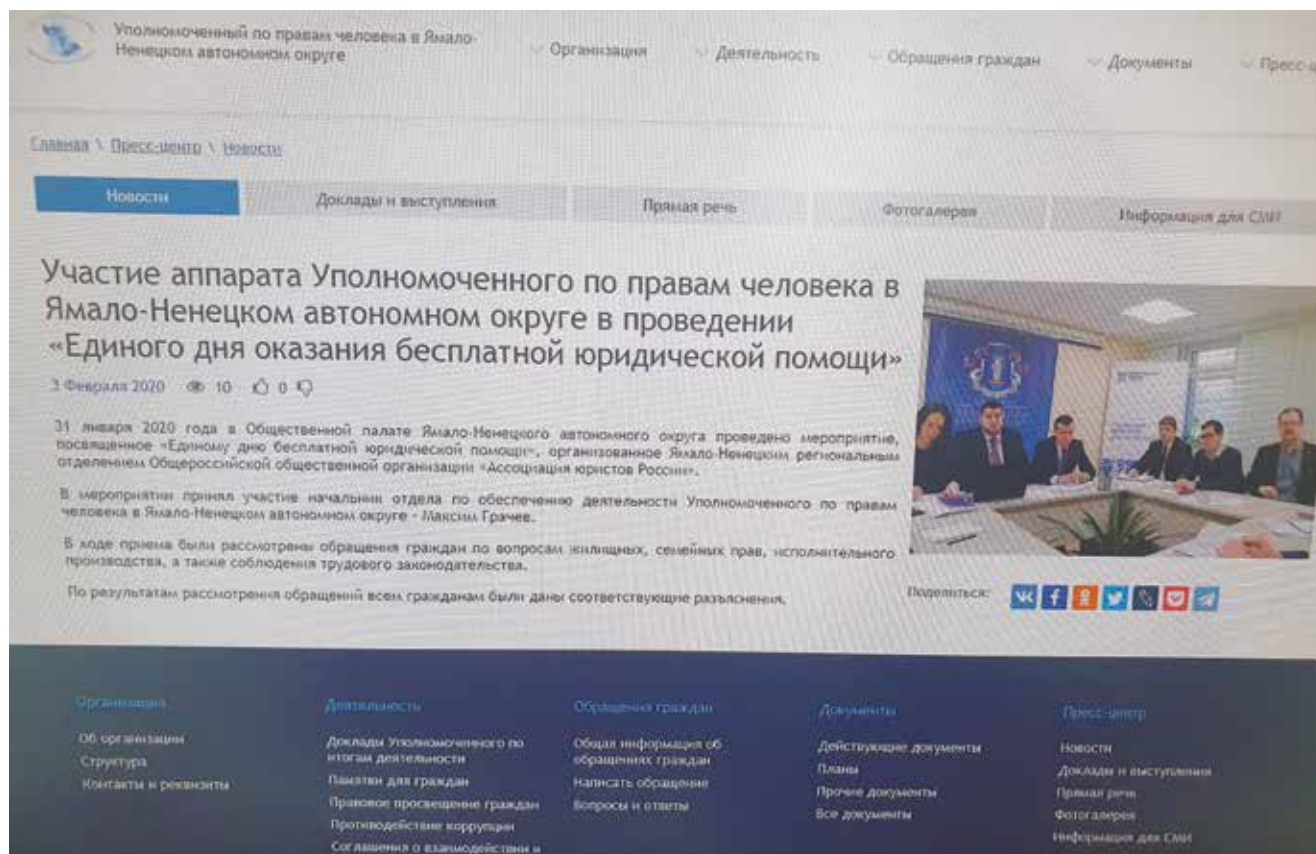 Уполномоченный по правам человека в Ямало-
Ненецком автономном округе
Организация
Деятельность
Обращения граждан
Документы
Пресс-ц
Главная \ Пресс-центр \ Новости
Новости
Доклады и выступления
Прямая речь
Фотогалерея
Информация для СМИ
Участие аппарата Уполномоченного по правам человека в
Ямало-Ненецком автономном округе в проведении
«Единого дня оказания бесплатной юридической помощи»
3 Февраля 2020 10 0
31 января 2020 года в Общественной палате Ямало-Ненецкого автономного округа проведено мероприятие,
посвященное «Единому дню бесплатной юридической помощи», организованное Ямало-Ненецким региональным
отделением Общероссийской общественной организации «Ассоциация юристов России».
В мероприятии принял участие начальник отдела по обеспечению деятельности Уполномоченного по правам
человека в Ямало-Ненецком автономном округе - Максим Грачев.
В ходе приема были рассмотрены обращения граждан по вопросам жилищных, семейных прав, исполнительного
производства, а также соблюдения трудового законодательства.
По результатам рассмотрения обращений всем гражданам были даны соответствующие разъяснения.
Поделиться:
Организация
Об организации
Структура
Контакты и реквизиты
Деятельность
Доклады Уполномоченного по
итогам деятельности
Памятки для граждан
Правовое просвещение граждан
Противодействие коррупции
Соглашения о взаимодействии и
Обращения граждан
Общая информация об
обращениях граждан
Написать обращение
Вопросы и ответы
Документы
Действующие документы
Планы
Прочие документы
Все документы
Пресс-центр
Новости
Доклады и выступления
Прямая речь
Фотогалерея
Информация для СМИ